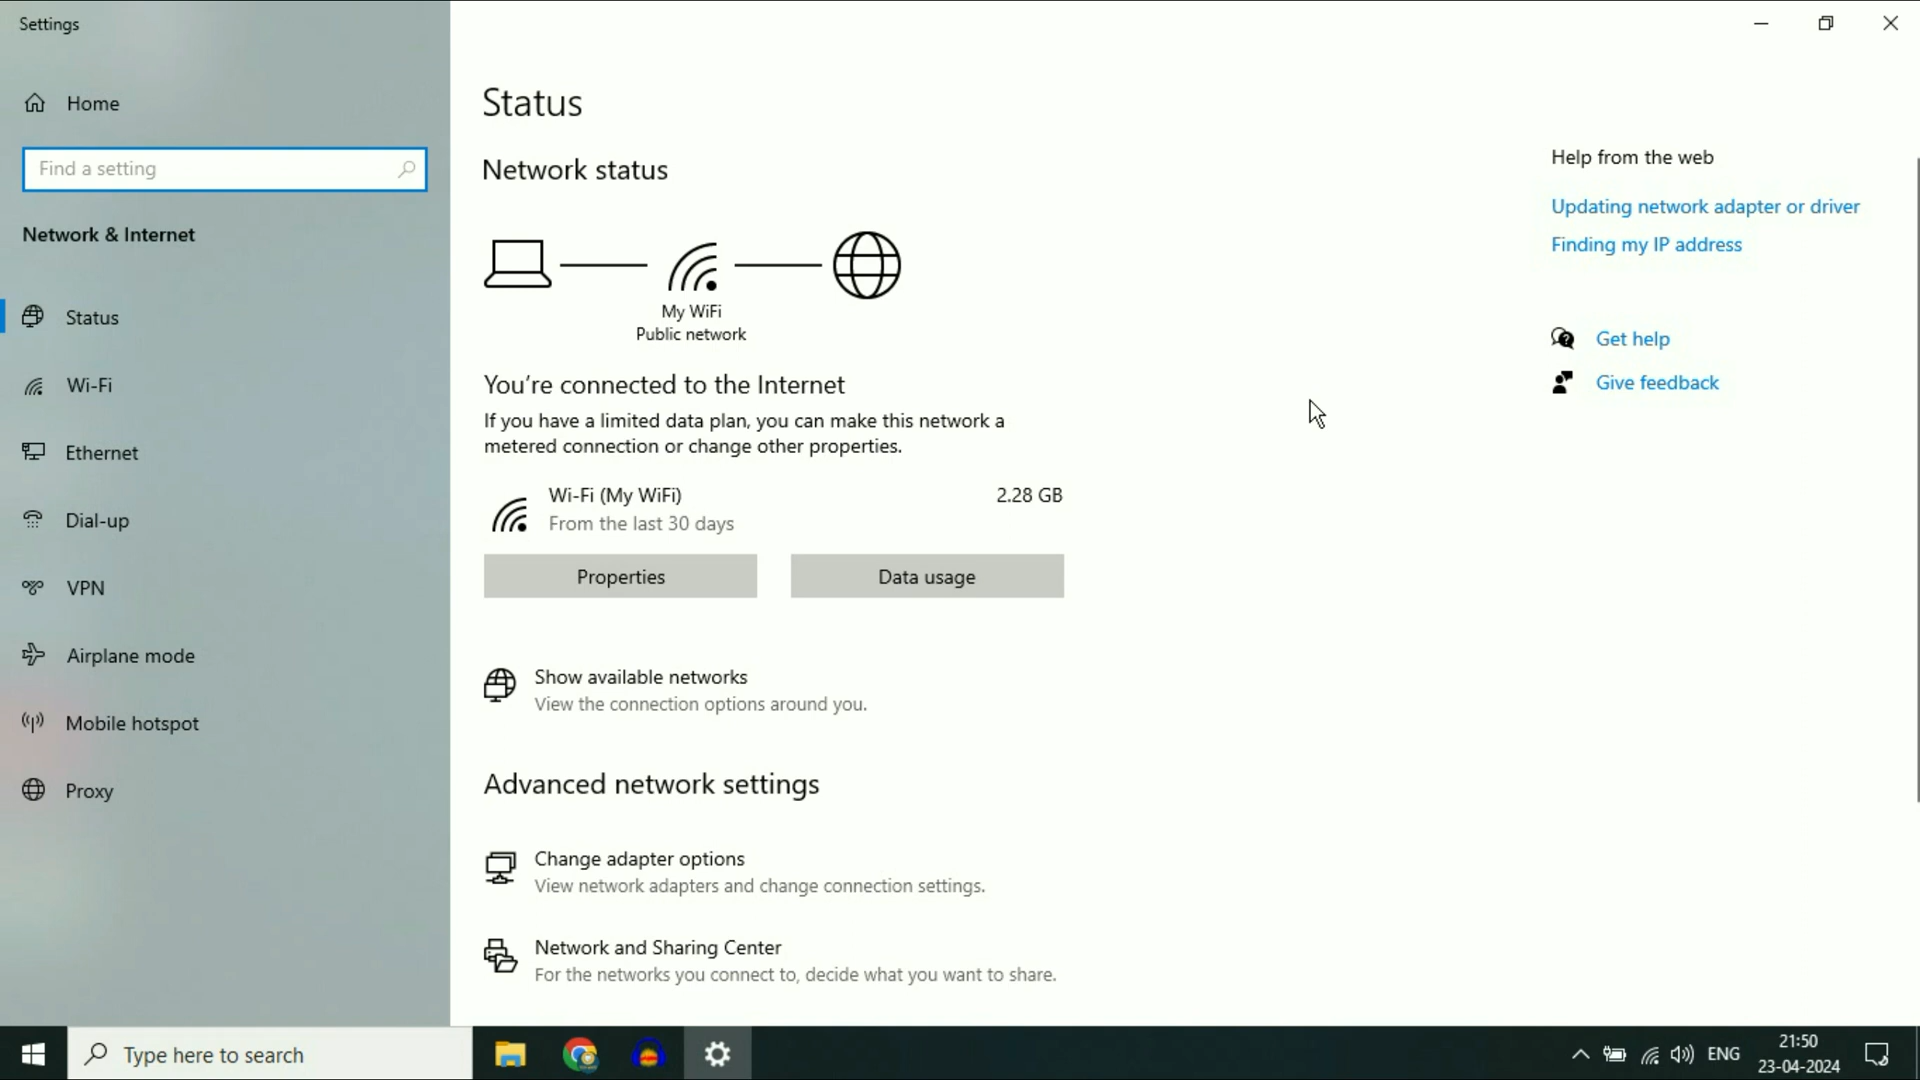 Settings
Home
Find a setting
Network & Internet
Status
Wi-Fi
Ethernet
Dial-up
VPN
Airplane mode
Mobile hotspot
Proxy
Status
Network status
My WiFi
Public network
You're connected to the Internet
If you have a limited data plan, you can make this network a
metered connection or change other properties.
Wi-Fi (My WiFi) 2.28 GB
From the last 30 days
Properties Data usage
Show available networks
View the connection options around you.
Advanced network settings
Change adapter options
View network adapters and change connection settings.
Network and Sharing Center
For the networks you connect to, decide what you want to share.
Help from the web
Updating network adapter or driver
Finding my IP address
Get help
Give feedback
Type here to search
ENG
21:50
23-04-2024